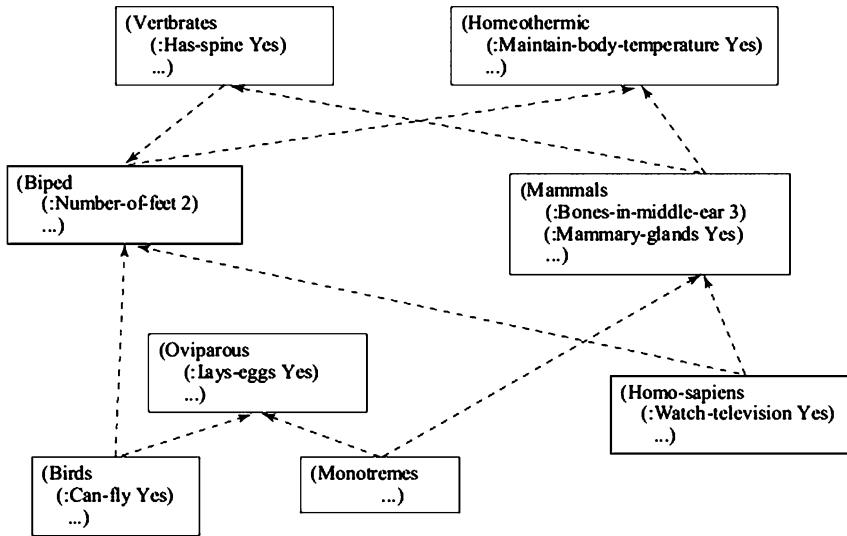 (Vertbrates
(:Has-spine Yes)
...)
(Homeothermic
(:Maintain-body-temperature Yes)
...)
(Biped
(:Number-of-feet 2)
...)
(Mammals
(:Bones-in-middle-ear 3)
(:Mammary-glands Yes)
...)
(Oviparous
(:Lays-eggs Yes)
...)
(Homo-sapiens
(:Watch-television Yes)
...)
(Birds
(:Can-fly Yes)
...)
(Monotremes
...)